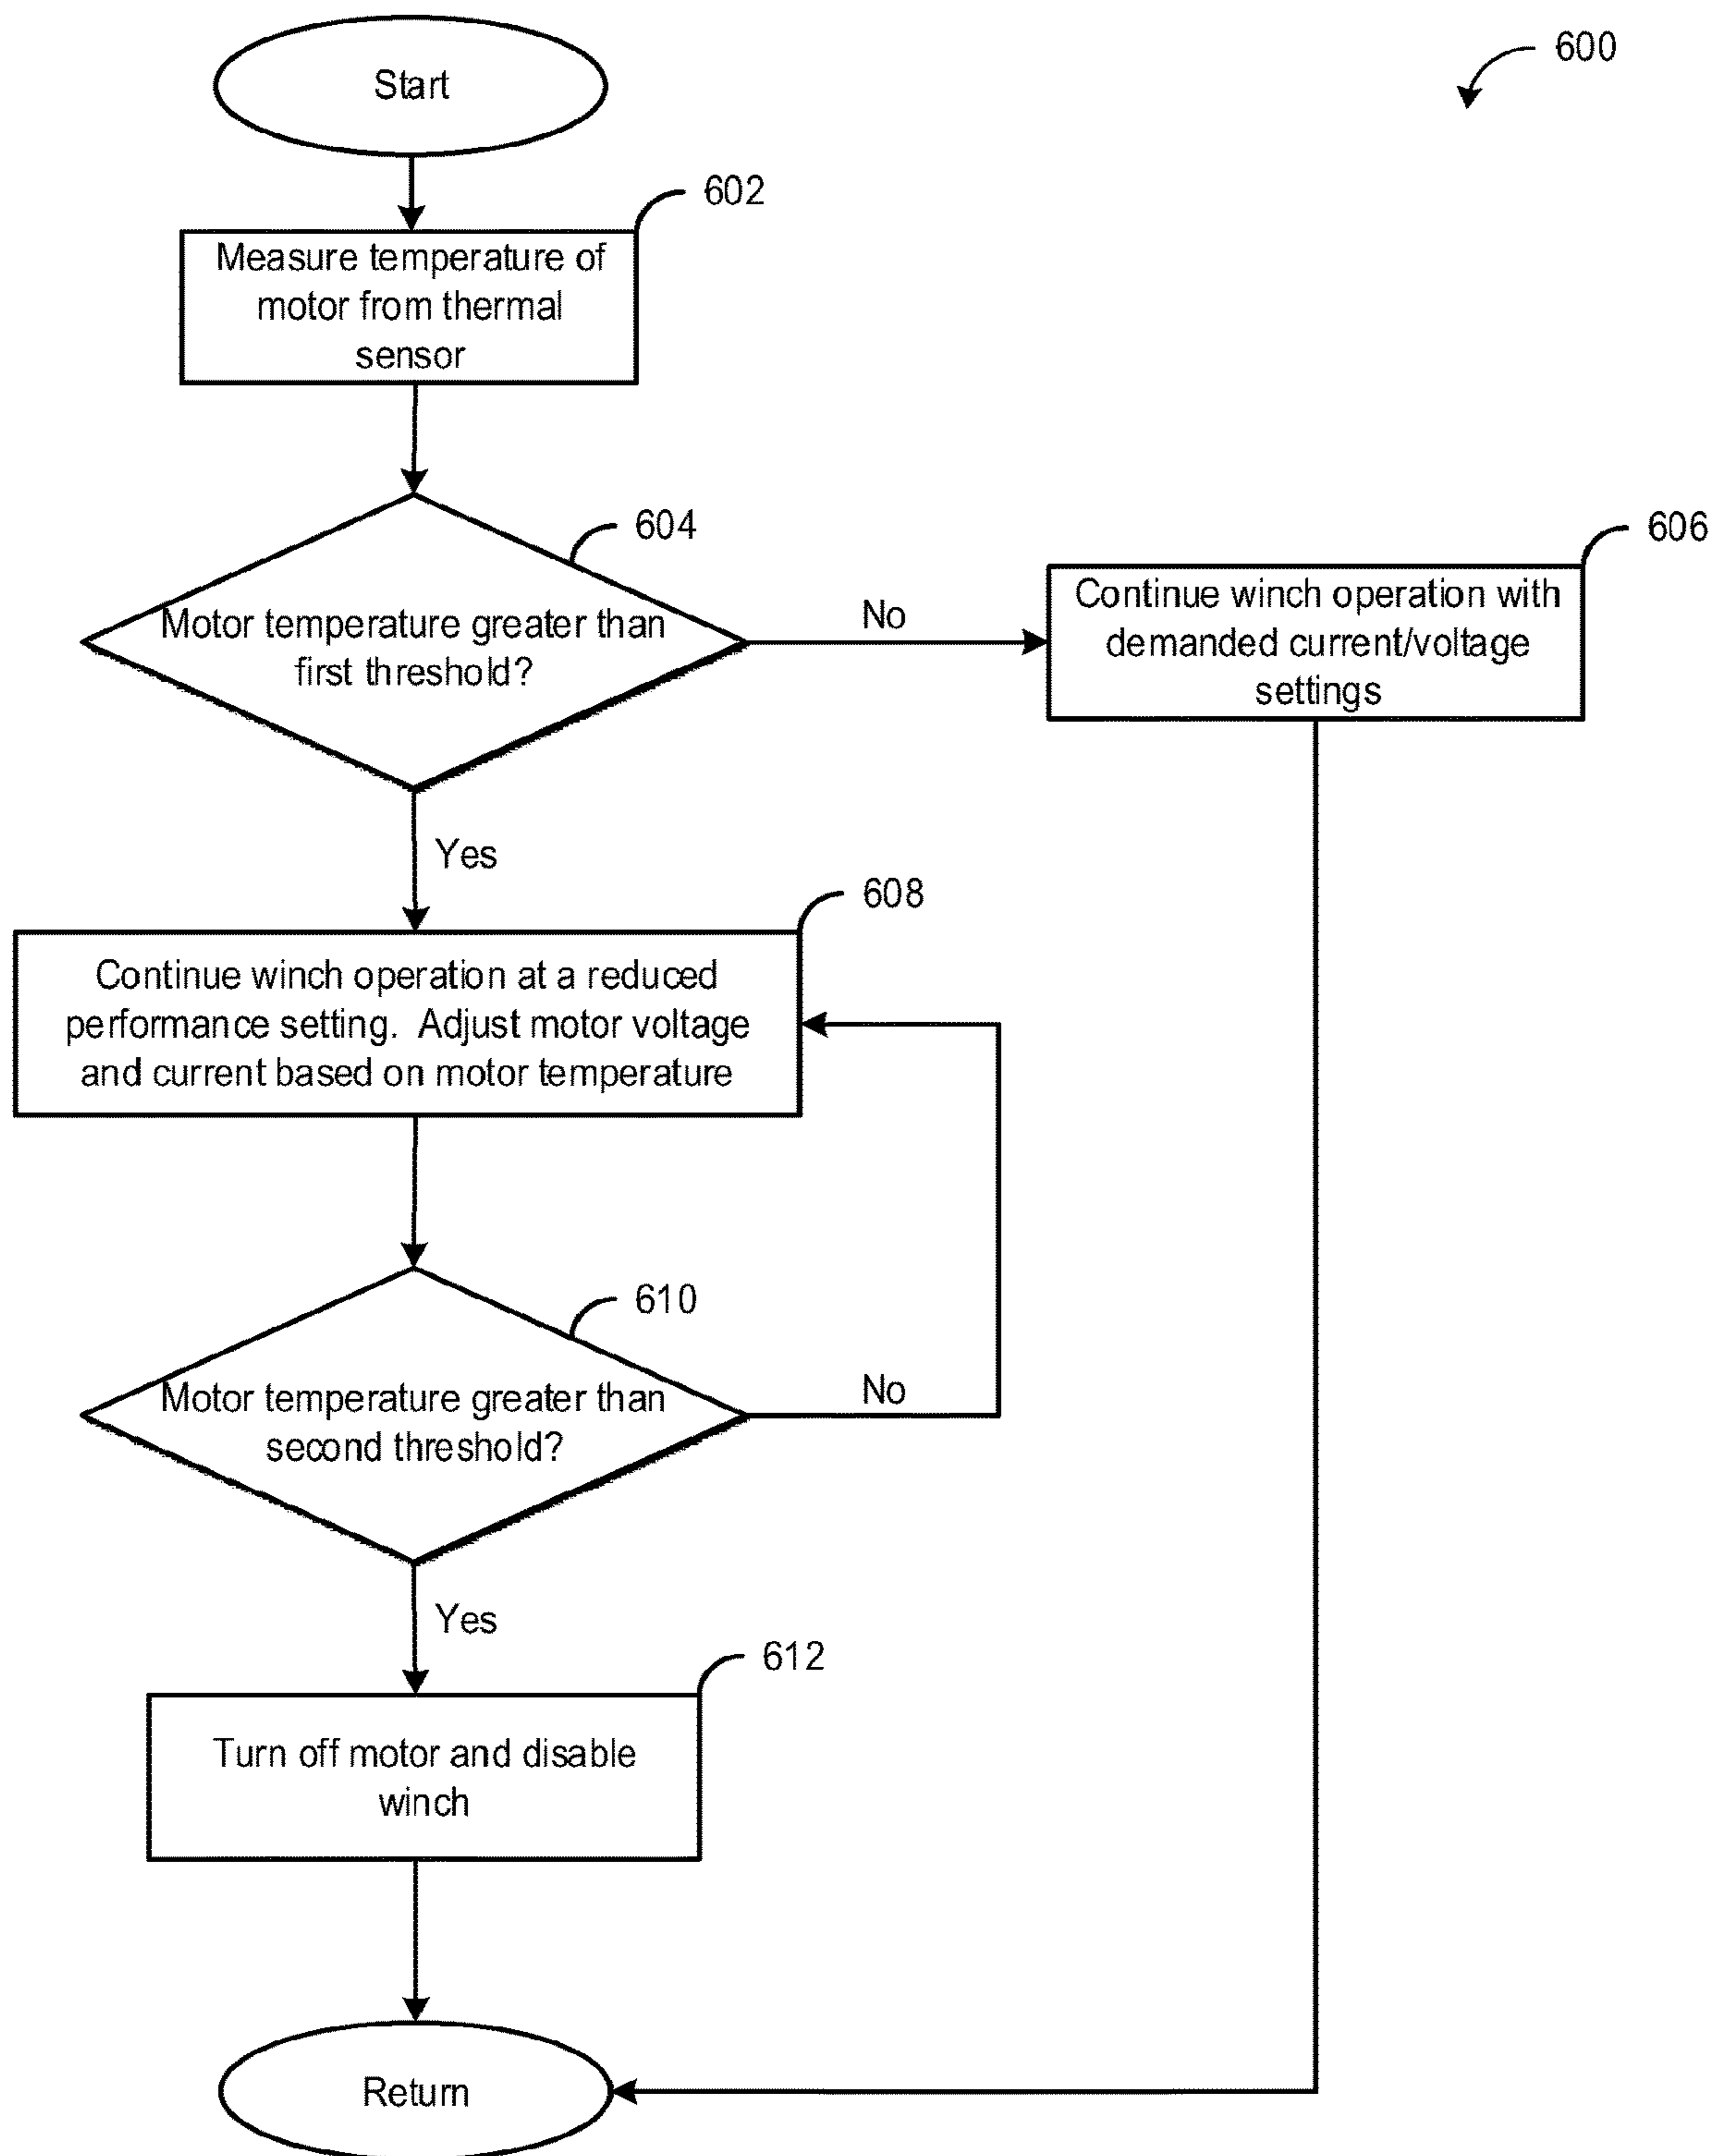 Start
600
602
Measure temperature of
motor from thermal
sensor
604
Motor temperature greater than
first threshold?
No
606
Continue winch operation with
demanded current/voltage
settings
Yes
608
Continue winch operation at a reduced
performance setting. Adjust motor voltage
and current based on motor temperature
610
Motor temperature greater than
second threshold?
No
Yes
612
Turn off motor and disable
winch
Return